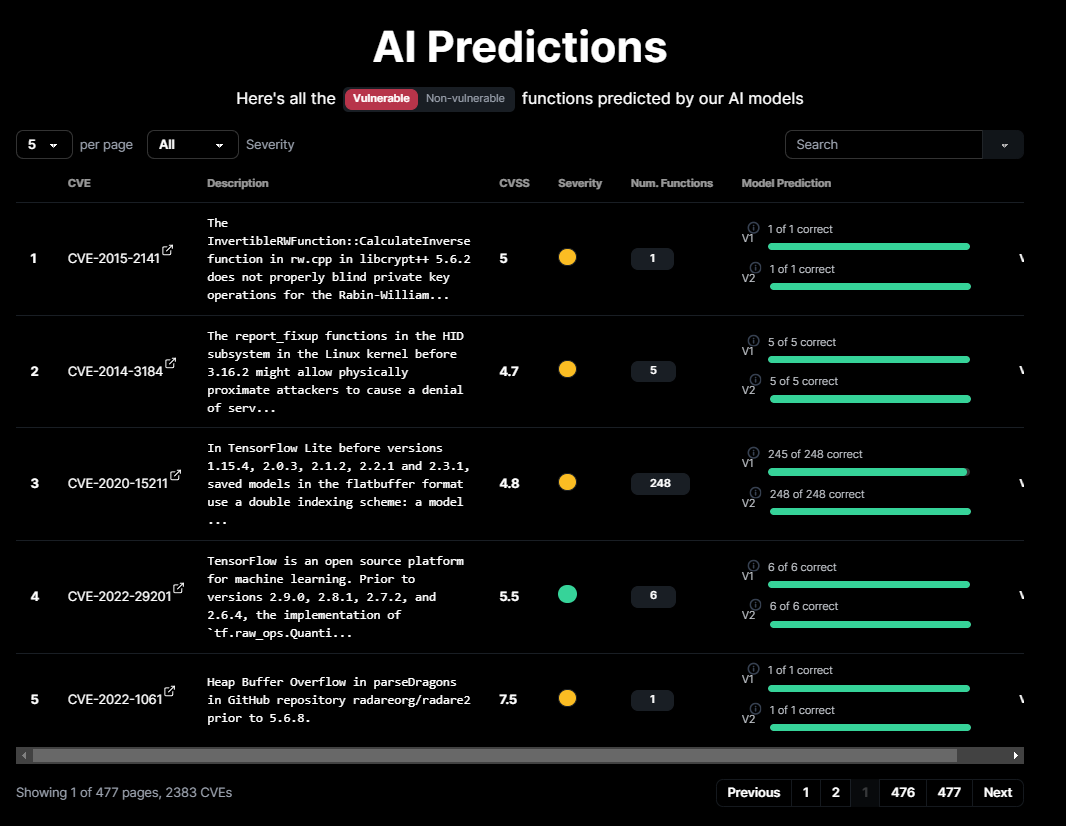 AI Predictions
Here's all the Vulnerable Non-vulnerable functions predicted by our AI models
5 per page All Severity Search
CVE Description CVSS Severity Num. Functions Model Prediction
1 CVE-2015-2141 5 1
The
InvertibleRWFunction::CalculateInverse
function in rw.cpp in libcrypt++ 5.6.2
does not properly blind private key
operations for the Rabin-William...
V1 1 of 1 correct
V2 1 of 1 correct
2 CVE-2014-3184 4.7 5
The report_fixup functions in the HID
subsystem in the Linux kernel before
3.16.2 might allow physically
proximate attackers to cause a denial
of serv...
V1 5 of 5 correct
V2 5 of 5 correct
3 CVE-2020-15211 4.8 248
In TensorFlow Lite before versions
1.15.4, 2.0.3, 2.1.2, 2.2.1 and 2.3.1,
saved models in the flatbuffer format
use a double indexing scheme: a model
...
V1 245 of 248 correct
V2 248 of 248 correct
4 CVE-2022-29201 5.5 6
TensorFlow is an open source platform
for machine learning. Prior to
versions 2.9.0, 2.8.1, 2.7.2, and
2.6.4, the implementation of
`tf.raw_ops.Quanti...
V1 6 of 6 correct
V2 6 of 6 correct
5 CVE-2022-1061 7.5 1
Heap Buffer Overflow in parseDragons
in GitHub repository radareorg/radare2
prior to 5.6.8.
V1 1 of 1 correct
V2 1 of 1 correct
Showing 1 of 477 pages, 2383 CVEs
Previous 1 2 1 476 477 Next